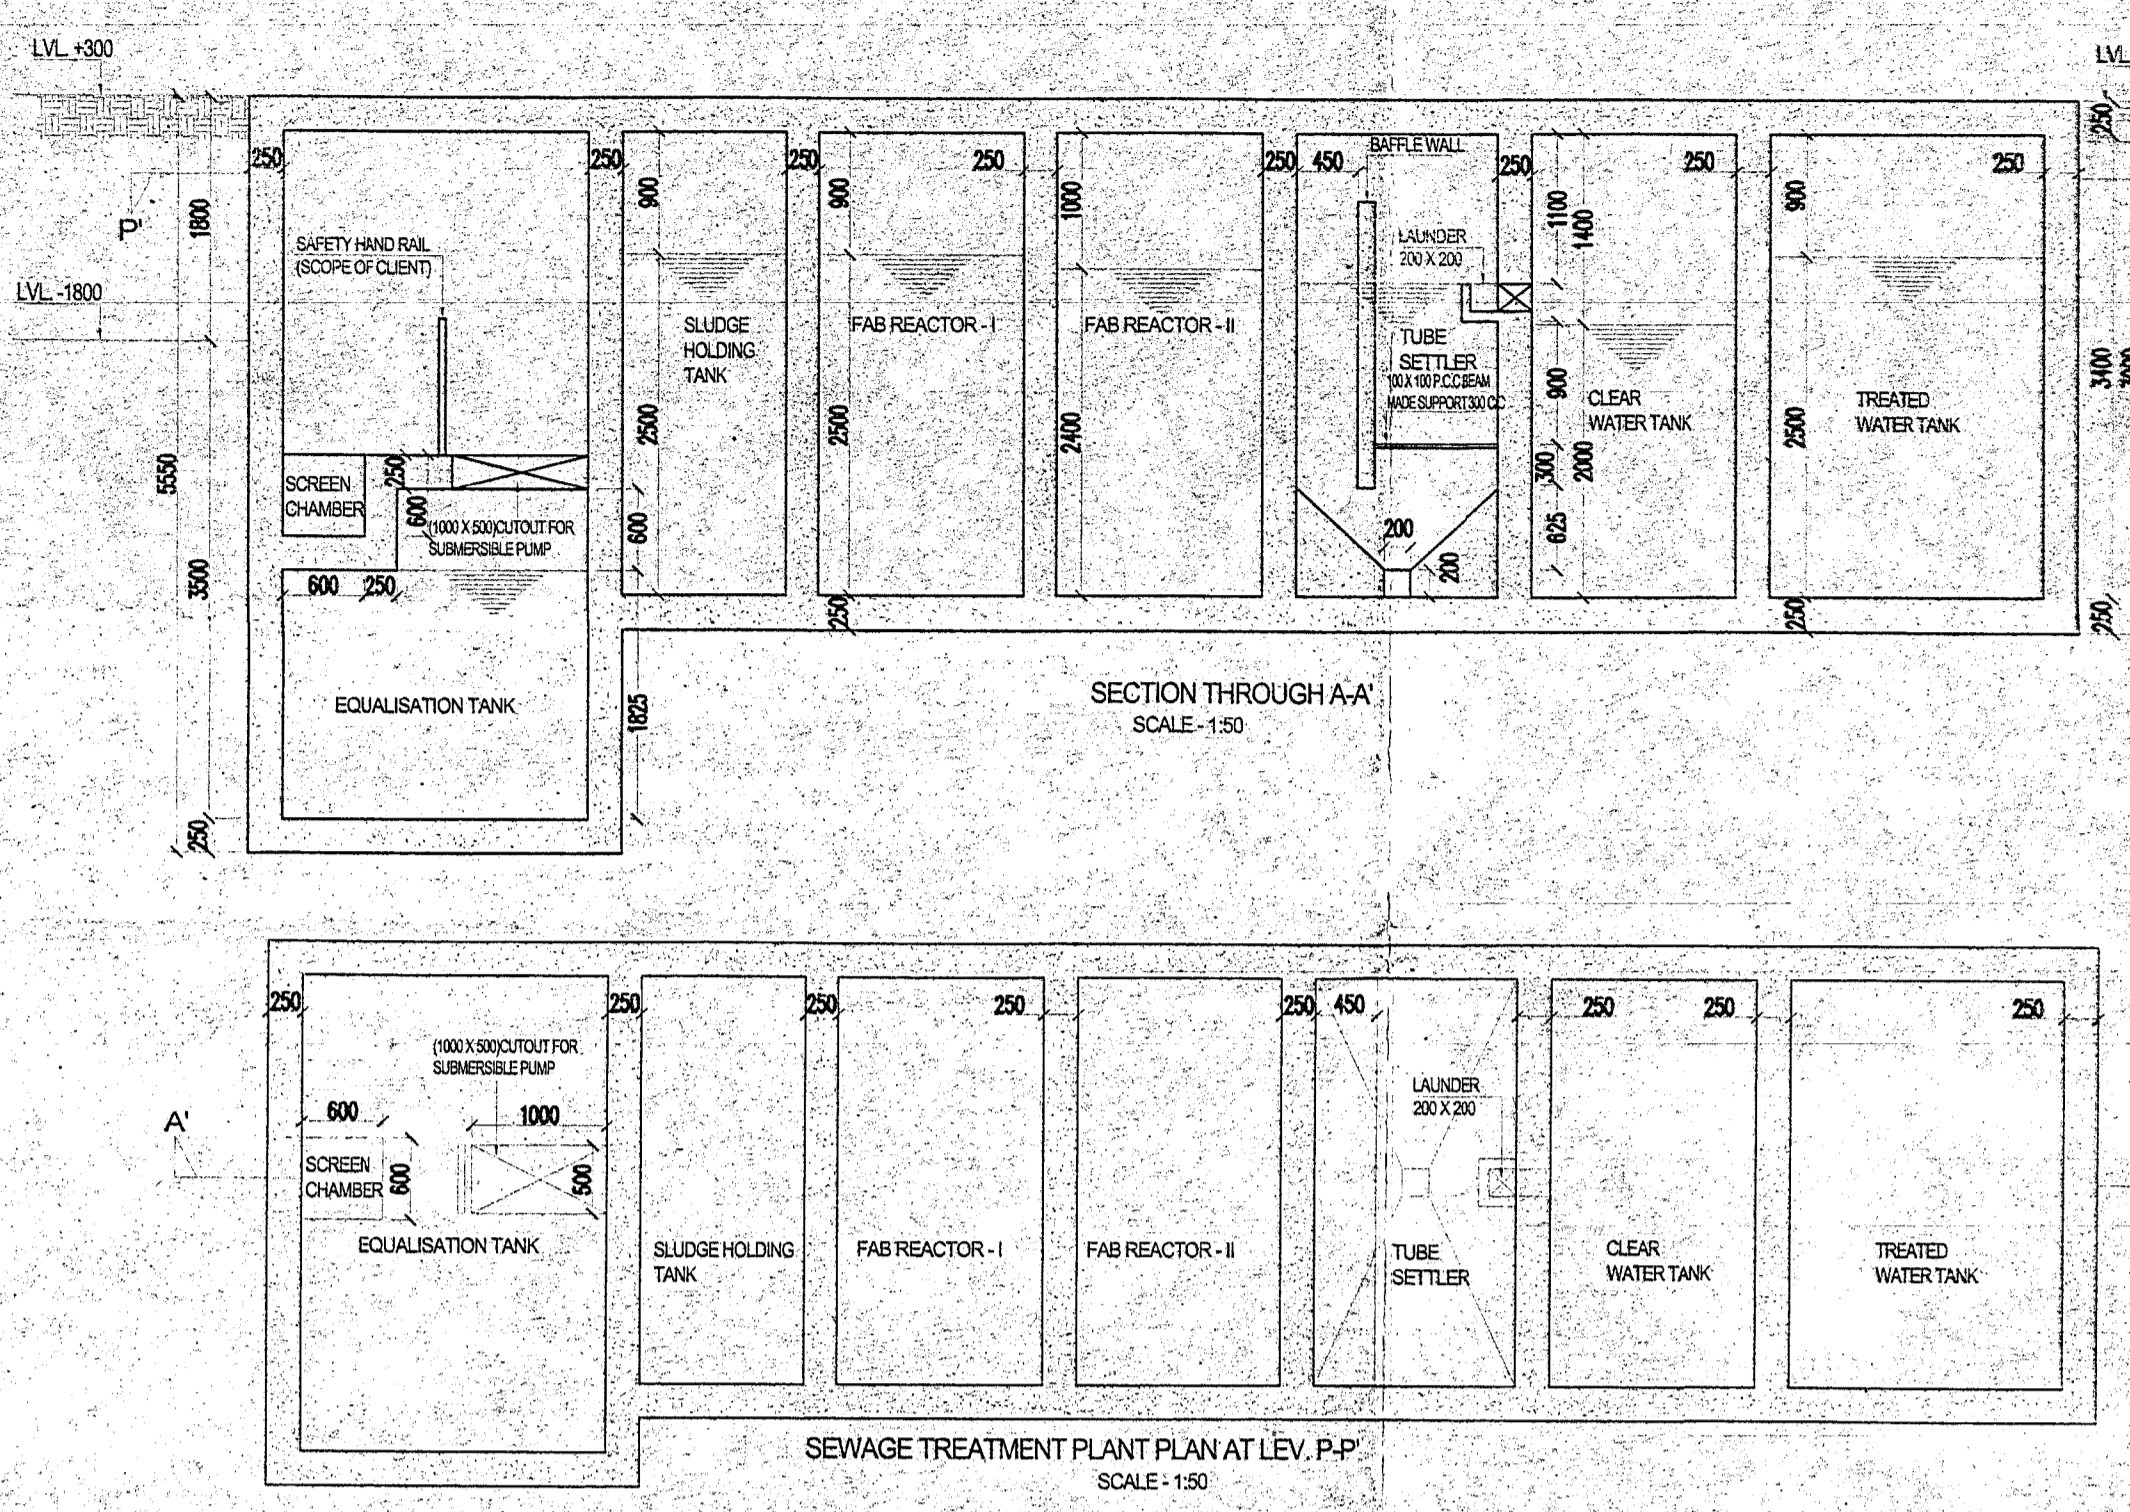 LVL. +300
LVL
250
250
250
250
250
250
450
BAFFLE WALL
250
250
250
P'
1800
900
900
1000
1100
1400
900
SAFETY HAND RAIL
(SCOPE OF CLIENT)
LAUNDER
200 X 200
LVL. -1800
SLUDGE
HOLDING
TANK
FAB REACTOR - I
FAB REACTOR - II
TUBE
SETTLER
100 X 100 P.C.C BEAM
MADE SUPPORT 300 C.C
CLEAR
WATER TANK
TREATED
WATER TANK
3400
900
2500
2500
2400
2500
5550
SCREEN
CHAMBER
250
600
(1000 X 500)CUTOUT FOR
SUBMERSIBLE PUMP
600
300
2000
625
200
200
3500
600
250
250
250
250
EQUALISATION TANK
1825
250
SECTION THROUGH A-A'
SCALE - 1:50
250
250
250
250
250
450
250
250
250
(1000 X 500)CUTOUT FOR
SUBMERSIBLE PUMP
LAUNDER
200 X 200
A'
600
1000
SCREEN
CHAMBER
600
500
EQUALISATION TANK
SLUDGE HOLDING
TANK
FAB REACTOR - I
FAB REACTOR - II
TUBE
SETTLER
CLEAR
WATER TANK
TREATED
WATER TANK
SEWAGE TREATMENT PLANT PLAN AT LEV. P-P'
SCALE - 1:50